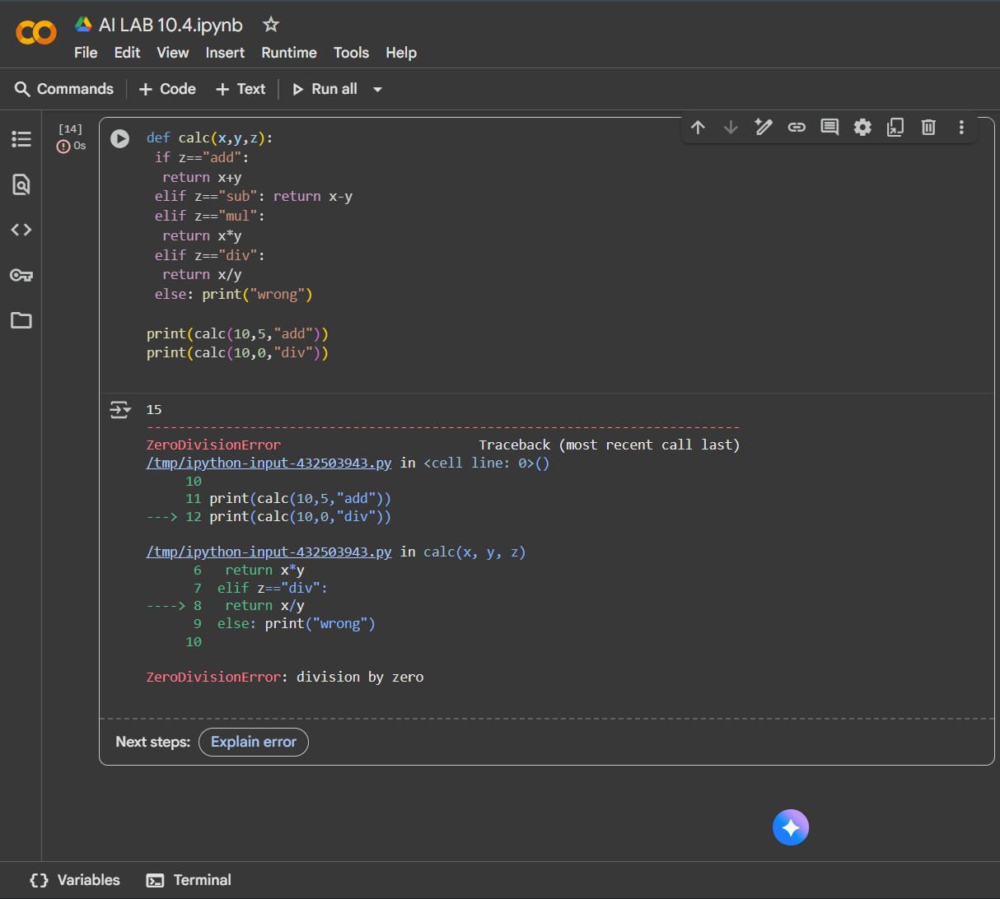 AI LAB 10.4.ipynb
File Edit View Insert Runtime Tools Help
Commands + Code + Text Run all
[14]
0s
def calc(x,y,z):
 if z=="add":
  return x+y
 elif z=="sub": return x-y
 elif z=="mul":
  return x*y
 elif z=="div":
  return x/y
 else: print("wrong")
print(calc(10,5,"add"))
print(calc(10,0,"div"))
15
---------------------------------------------------------------------------
ZeroDivisionError                         Traceback (most recent call last)
/tmp/ipython-input-432503943.py in <cell line: 0>()
     10
     11 print(calc(10,5,"add"))
---> 12 print(calc(10,0,"div"))
/tmp/ipython-input-432503943.py in calc(x, y, z)
      6   return x*y
      7  elif z=="div":
----> 8   return x/y
      9  else: print("wrong")
     10
ZeroDivisionError: division by zero
Next steps: Explain error
Variables Terminal